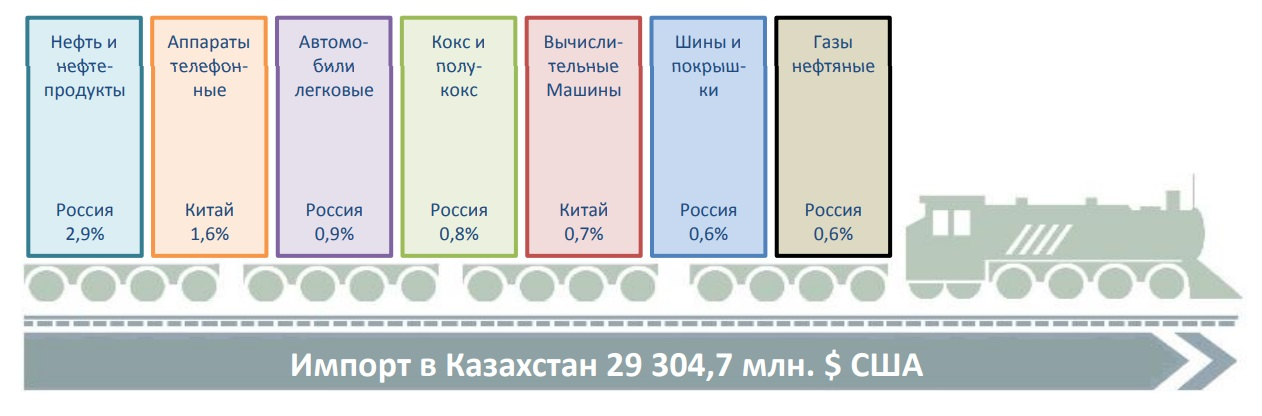 Нефть и
нефте-
продукты
Россия
2,9%
Аппараты
телефон-
ные
Китай
1,6%
Автомо-
били
легковые
Россия
0,9%
Кокс и
полу-
кокс
Россия
0,8%
Вычисли-
тельные
Машины
Китай
0,7%
Шины и
покрыш-
ки
Россия
0,6%
Газы
нефтяные
Россия
0,6%
Импорт в Казахстан 29 304,7 млн. $ США